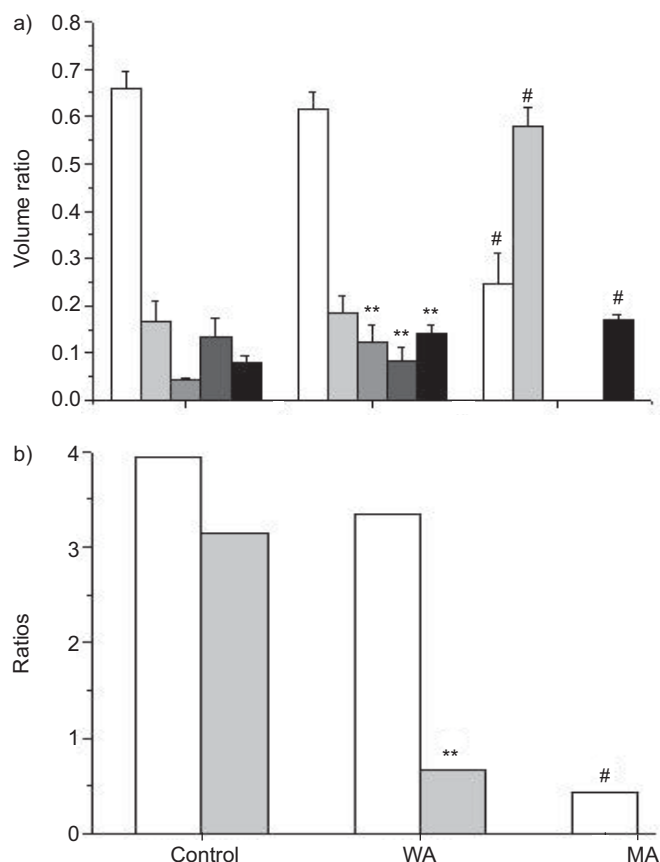 a)
0.8
0.7
0.6
0.5
0.4
0.3
0.2
0.1
0.0
Volume ratio
** ** **
# # #
b)
4
3
2
1
0
Ratios
**
#
Control WA MA